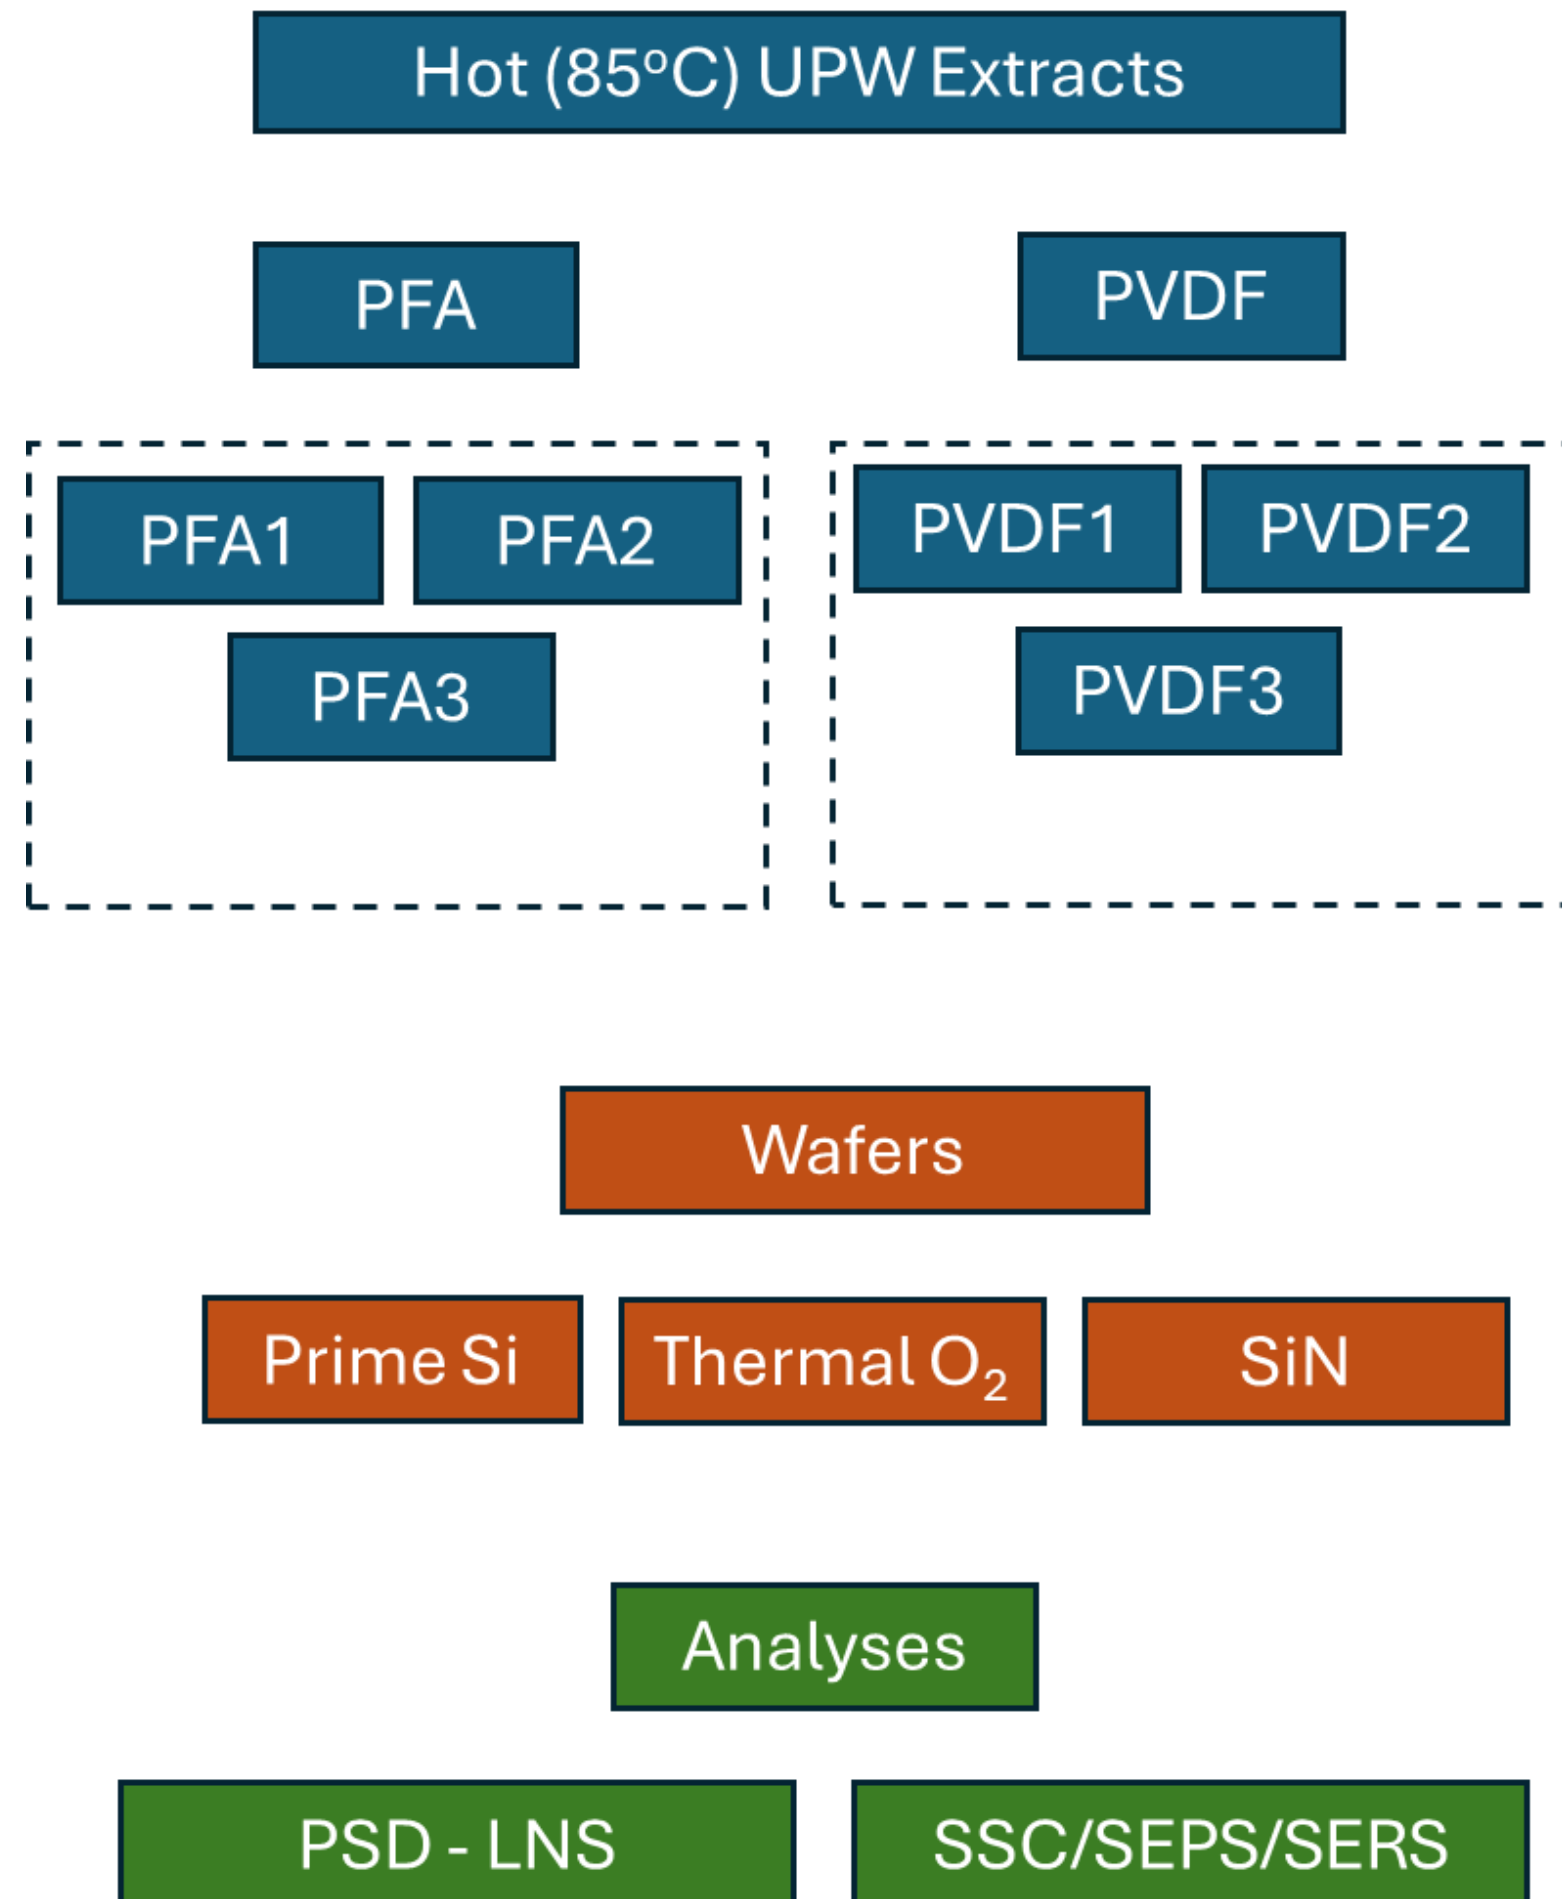 Hot (85°C) UPW Extracts
PFA
PVDF
PFA1
PFA2
PFA3
PVDF1
PVDF2
PVDF3
Wafers
Prime Si
Thermal O₂
SiN
Analyses
PSD - LNS
SSC/SEPS/SERS